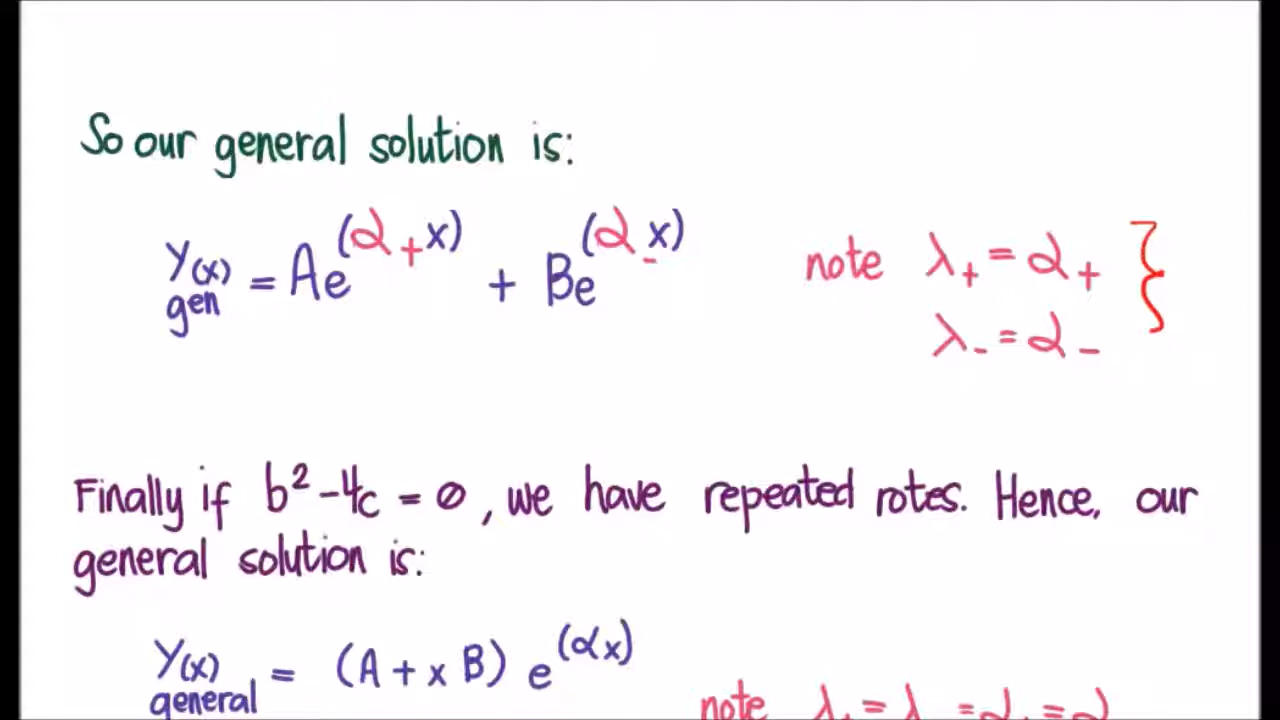 So our general solution is:
y(x) gen = Ae^(α₊x) + Be^(α₋x)
note λ₊ = α₊
λ₋ = α₋
Finally if b² - 4c = 0, we have repeated rotes. Hence, our
general solution is:
y(x) general = (A + x B) e^(αx)
note λ₊ = λ₋ = α₊ = α